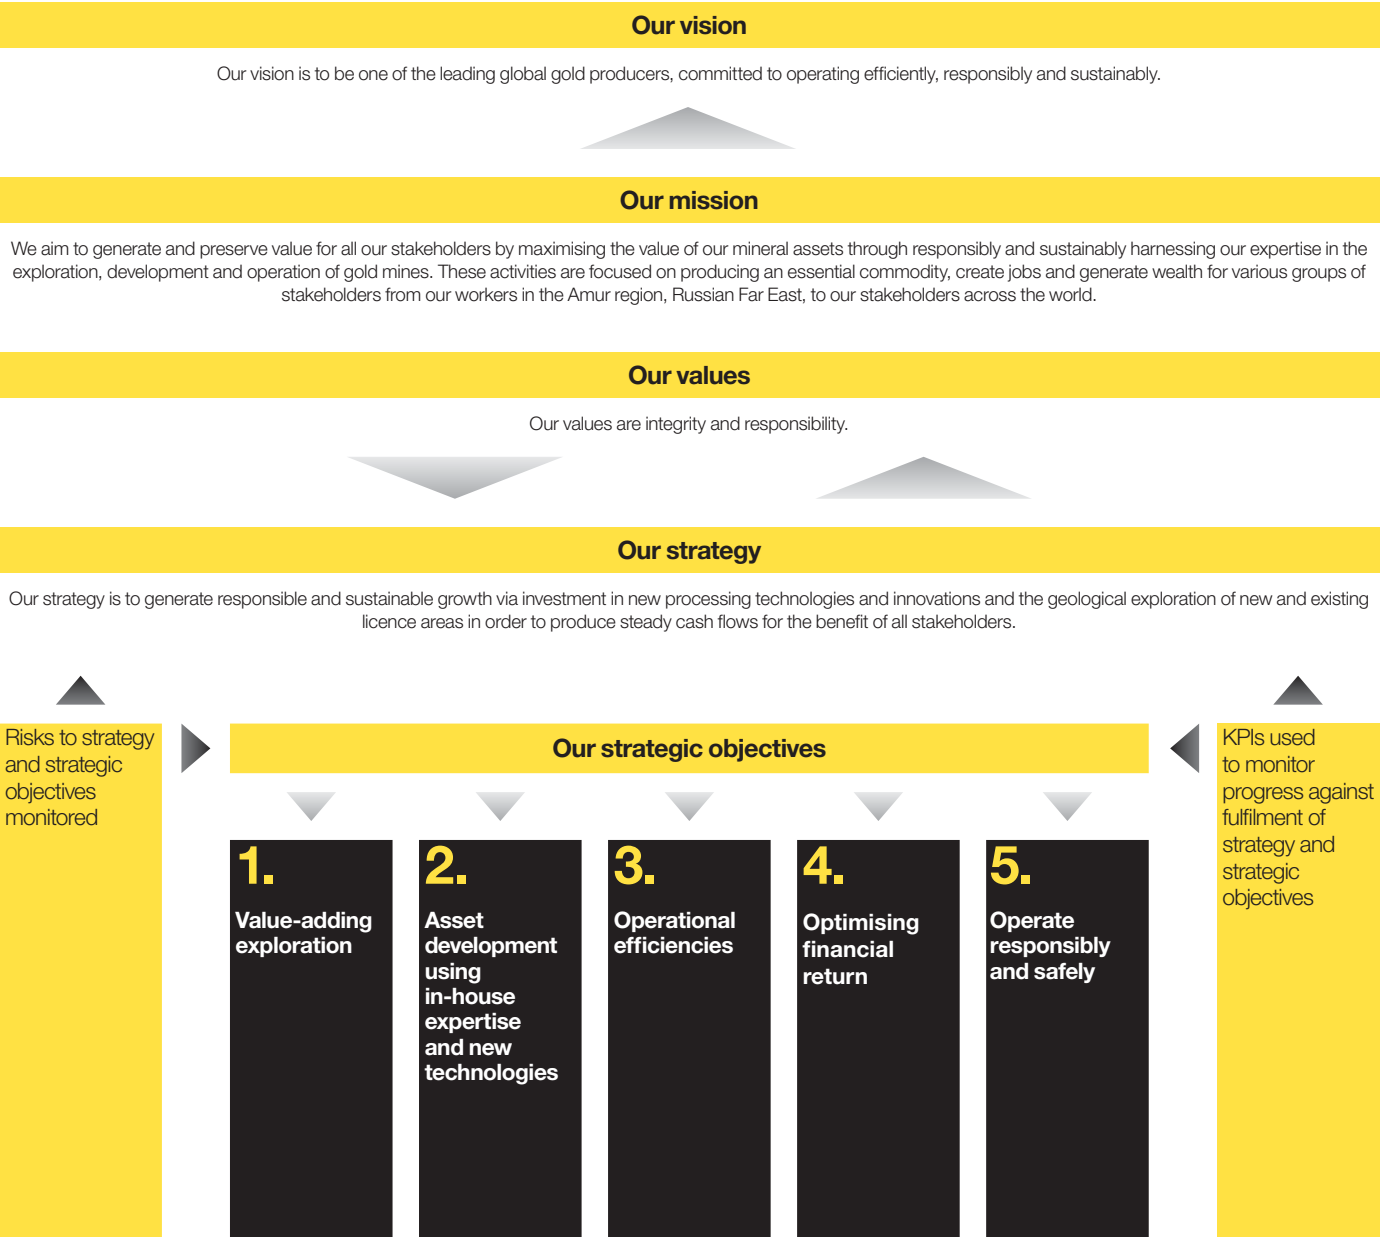 Our vision
Our vision is to be one of the leading global gold producers, committed to operating efficiently, responsibly and sustainably.
Our mission
We aim to generate and preserve value for all our stakeholders by maximising the value of our mineral assets through responsibly and sustainably harnessing our expertise in the
exploration, development and operation of gold mines. These activities are focused on producing an essential commodity, create jobs and generate wealth for various groups of
stakeholders from our workers in the Amur region, Russian Far East, to our stakeholders across the world.
Our values
Our values are integrity and responsibility.
Our strategy
Our strategy is to generate responsible and sustainable growth via investment in new processing technologies and innovations and the geological exploration of new and existing
licence areas in order to produce steady cash flows for the benefit of all stakeholders.
Risks to strategy
and strategic
objectives
monitored
Our strategic objectives
1.
Value-adding
exploration
2.
Asset
development
using
in-house
expertise
and new
technologies
3.
Operational
efficiencies
4.
Optimising
financial
return
5.
Operate
responsibly
and safely
KPIs used
to monitor
progress against
fulfilment of
strategy and
strategic
objectives